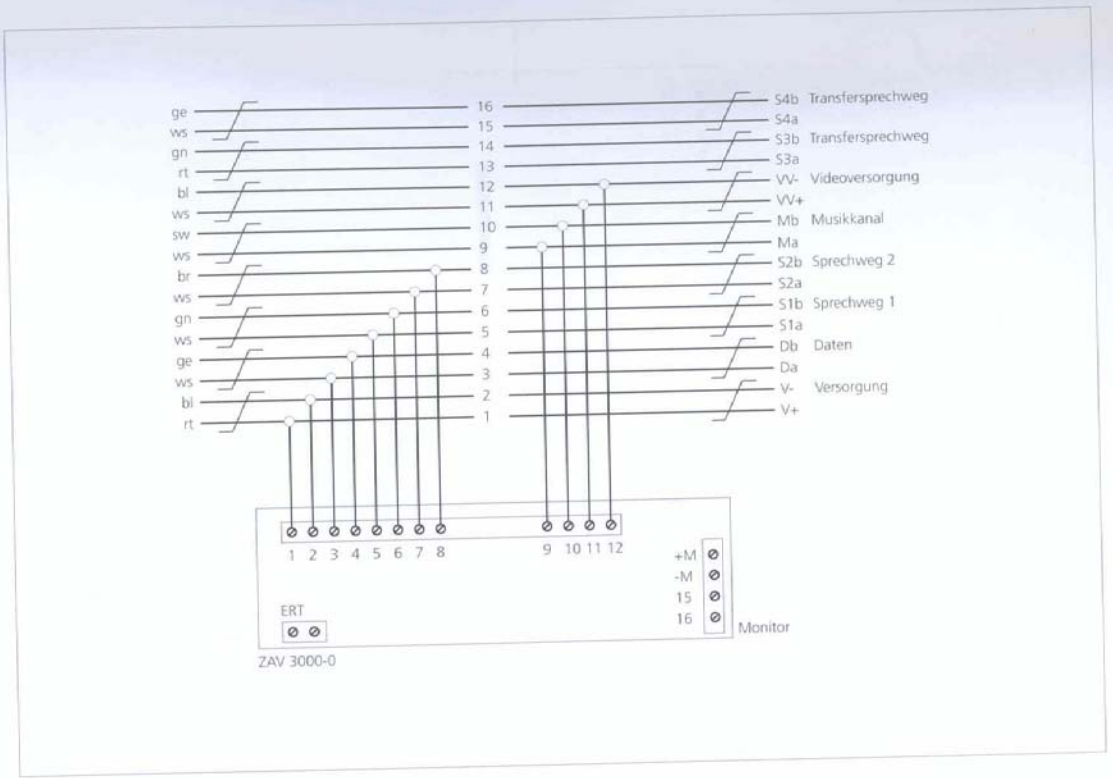 ge 16 S4b Transfersprechweg
ws 15 S4a
gn 14 S3b Transfersprechweg
rt 13 S3a
bl 12 VV- Videoversorgung
ws 11 VV+
sw 10 Mb Musikkanal
ws 9 Ma
br 8 S2b Sprechweg 2
ws 7 S2a
gn 6 S1b Sprechweg 1
ws 5 S1a
ge 4 Db Daten
ws 3 Da
bl 2 V- Versorgung
rt 1 V+
1 2 3 4 5 6 7 8 9 10 11 12
+M
-M
15
16
Monitor
ERT
ZAV 3000-0